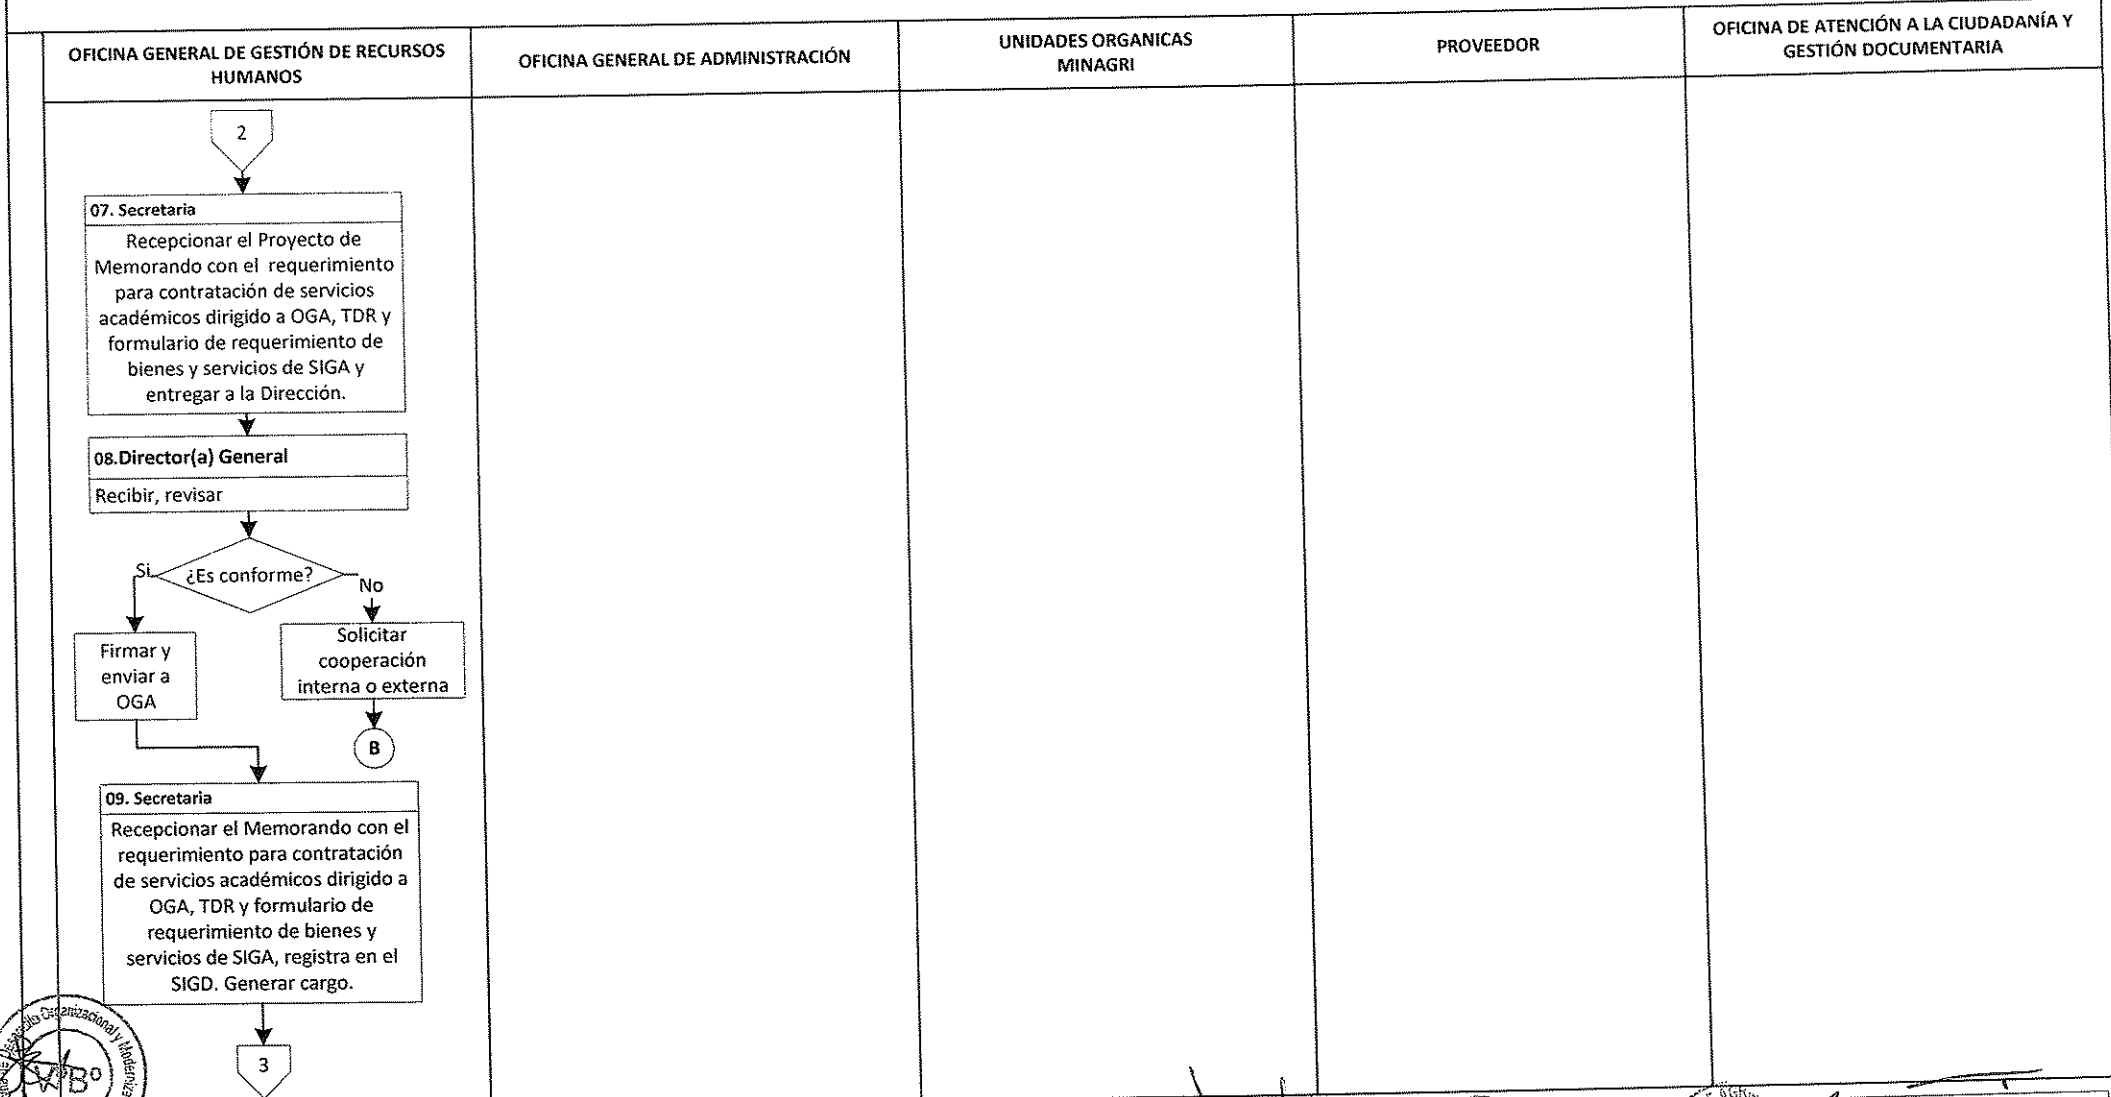 OFICINA GENERAL DE GESTIÓN DE RECURSOS
HUMANOS
OFICINA GENERAL DE ADMINISTRACIÓN
UNIDADES ORGANICAS
MINAGRI
PROVEEDOR
OFICINA DE ATENCIÓN A LA CIUDADANÍA Y
GESTIÓN DOCUMENTARIA
2
07. Secretaria
Recepcionar el Proyecto de
Memorando con el requerimiento
para contratación de servicios
académicos dirigido a OGA, TDR y
formulario de requerimiento de
bienes y servicios de SIGA y
entregar a la Dirección.
08.Director(a) General
Recibir, revisar
¿Es conforme?
Si
No
Firmar y
enviar a
OGA
Solicitar
cooperación
interna o externa
B
09. Secretaria
Recepcionar el Memorando con el
requerimiento para contratación
de servicios académicos dirigido a
OGA, TDR y formulario de
requerimiento de bienes y
servicios de SIGA, registra en el
SIGD. Generar cargo.
3
Organizacional y